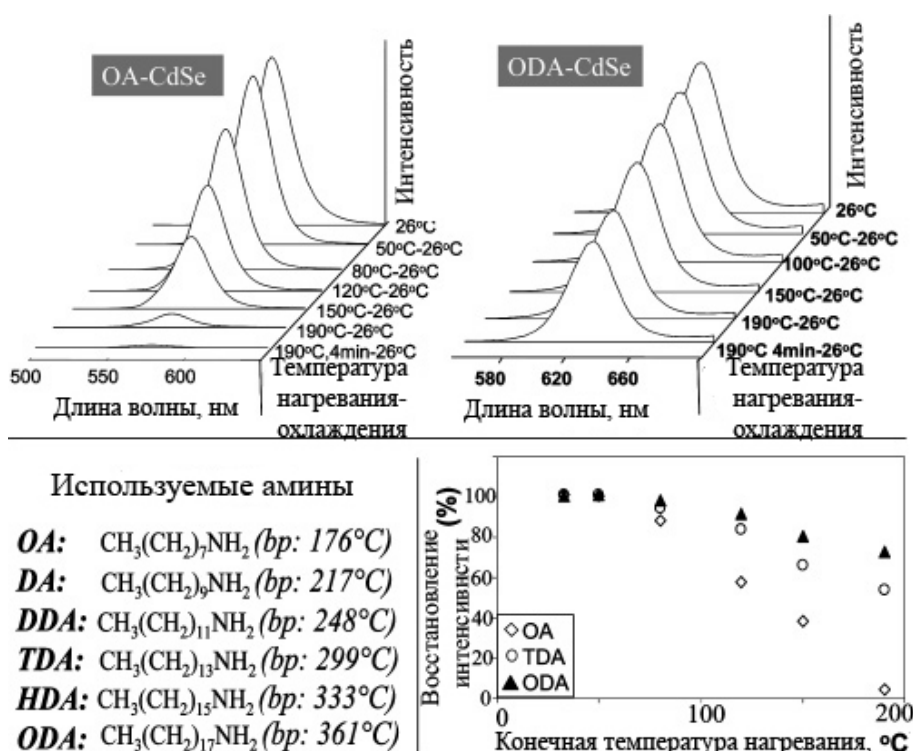 OA-CdSe
Интенсивность
26°C
50°C-26°C
80°C-26°C
120°C-26°C
150°C-26°C
190°C-26°C
190°C,4min-26°C
500 550 600
Длина волны, нм
Температура
нагревания-
охлаждения
ODA-CdSe
Интенсивность
26°C
50°C-26°C
100°C-26°C
150°C-26°C
190°C-26°C
190°C 4min-26°C
580 620 660
Длина волны, нм
Температура
нагревания-
охлаждения
Используемые амины
OA: CH₃(CH₂)₇NH₂ (bp: 176°C)
DA: CH₃(CH₂)₉NH₂ (bp: 217°C)
DDA: CH₃(CH₂)₁₁NH₂ (bp: 248°C)
TDA: CH₃(CH₂)₁₃NH₂ (bp: 299°C)
HDA: CH₃(CH₂)₁₅NH₂ (bp: 333°C)
ODA: CH₃(CH₂)₁₇NH₂ (bp: 361°C)
Восстановление
интенсивнсти (%)
100
80
60
40
20
0
OA
TDA
ODA
0 100 200
Конечная температура нагревания, °C